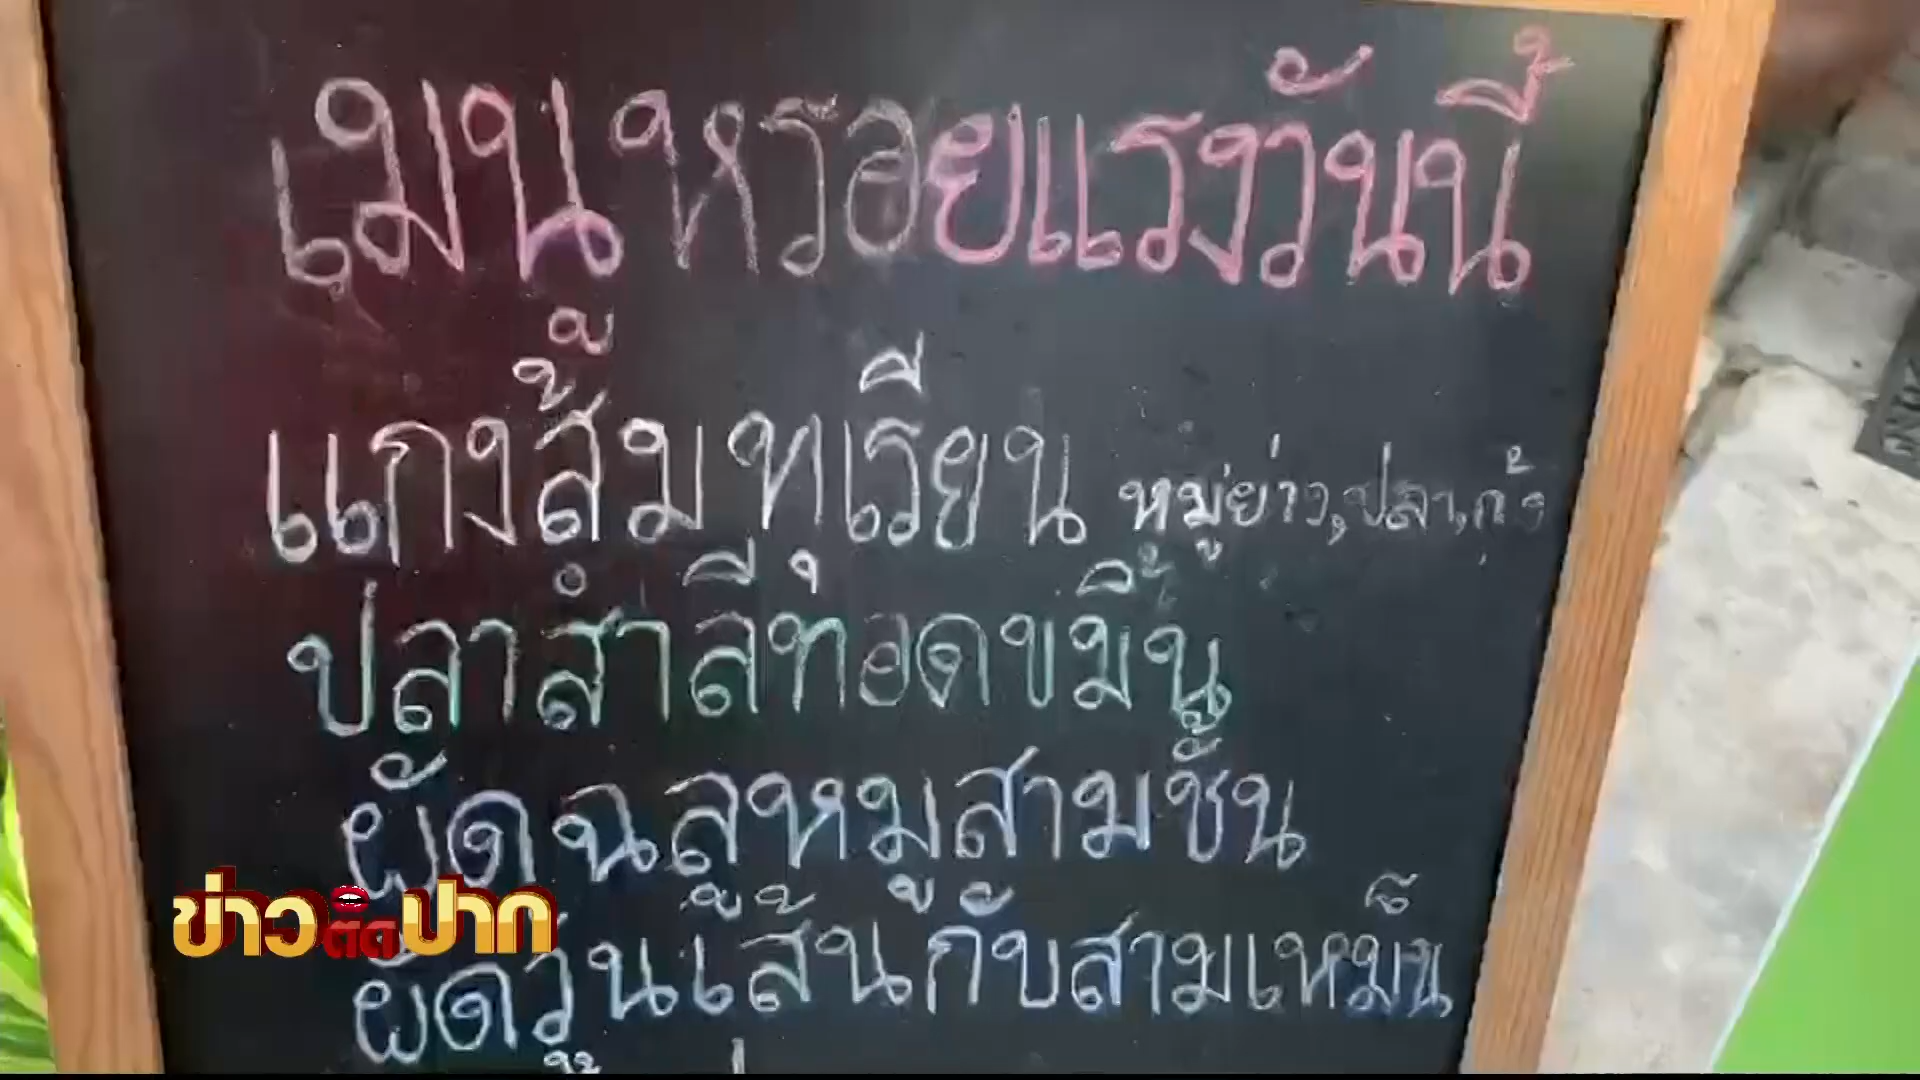 เมนูหรอยแรงวันนี้
แกงส้มทุเรียน หมูย่าง,ปลา,กุ้ง
ปลาสำลีทอดขมิ้น
ผัดฉลูหมูสามชั้น
ผัดวุ้นเส้นกับสามเหม็น
ข่าวติดปาก